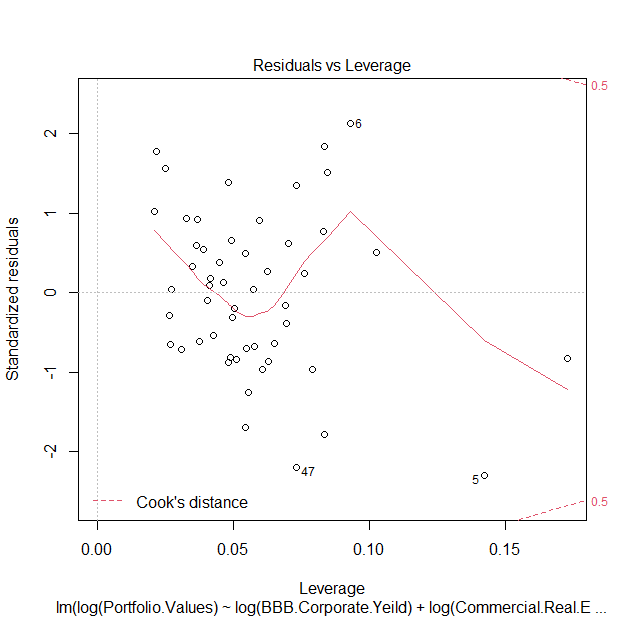 Residuals vs Leverage
0.5
2
6
1
Standardized residuals
0
-1
-2
47
5
Cook's distance
0.5
0.00 0.05 0.10 0.15
Leverage
lm(log(Portfolio.Values) ~ log(BBB.Corporate.Yeild) + log(Commercial.Real.E ...